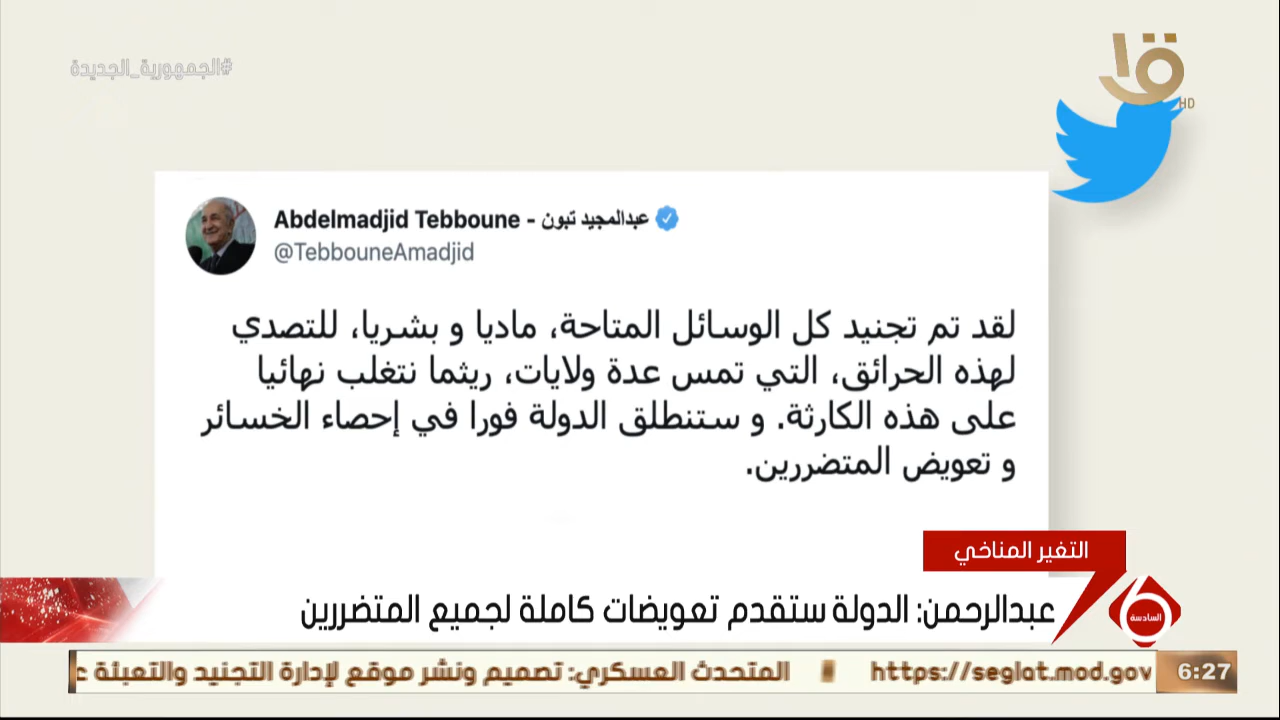 #الجمهورية_الجديدة
HD
Abdelmadjid Tebboune - عبدالمجيد تبون
@TebbouneAmadjid
لقد تم تجنيد كل الوسائل المتاحة، ماديا و بشريا، للتصدي
لهذه الحرائق، التي تمس عدة ولايات، ريثما نتغلب نهائيا
على هذه الكارثة. و ستنطلق الدولة فورا في إحصاء الخسائر
و تعويض المتضررين.
التغير المناخي
عبدالرحمن: الدولة ستقدم تعويضات كاملة لجميع المتضررين
السادسة
https://seglat.mod.gov المتحدث العسكري: تصميم ونشر موقع لإدارة التجنيد والتعبئة
6:27